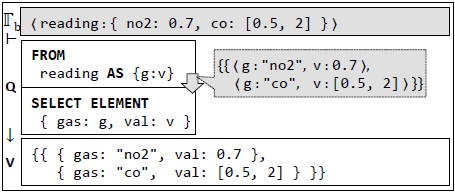 𝕋b ⟨reading:{ no2: 0.7, co: [0.5, 2] }⟩
⊢
FROM
reading AS {g:v}
{{⟨g:"no2", v:0.7⟩,
⟨g:"co", v:[0.5, 2]⟩}}
Q
SELECT ELEMENT
{ gas: g, val: v }
↓
V
{{ { gas: "no2", val: 0.7 },
{ gas: "co", val: [0.5, 2] } }}